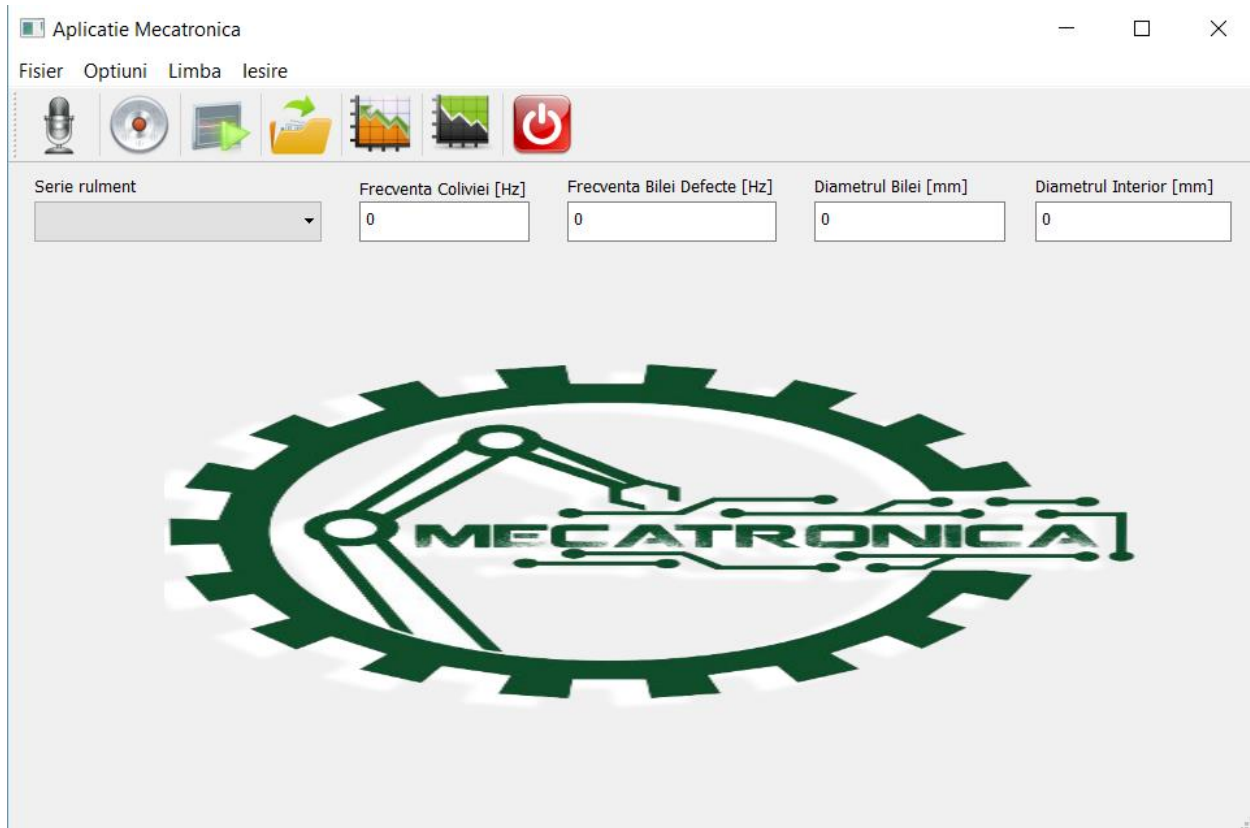 Aplicatie Mecatronica
Fisier Optiuni Limba Iesire
Serie rulment Frecventa Coliviei [Hz] Frecventa Bilei Defecte [Hz] Diametrul Bilei [mm] Diametrul Interior [mm]
0 0 0 0
MECATRONICA